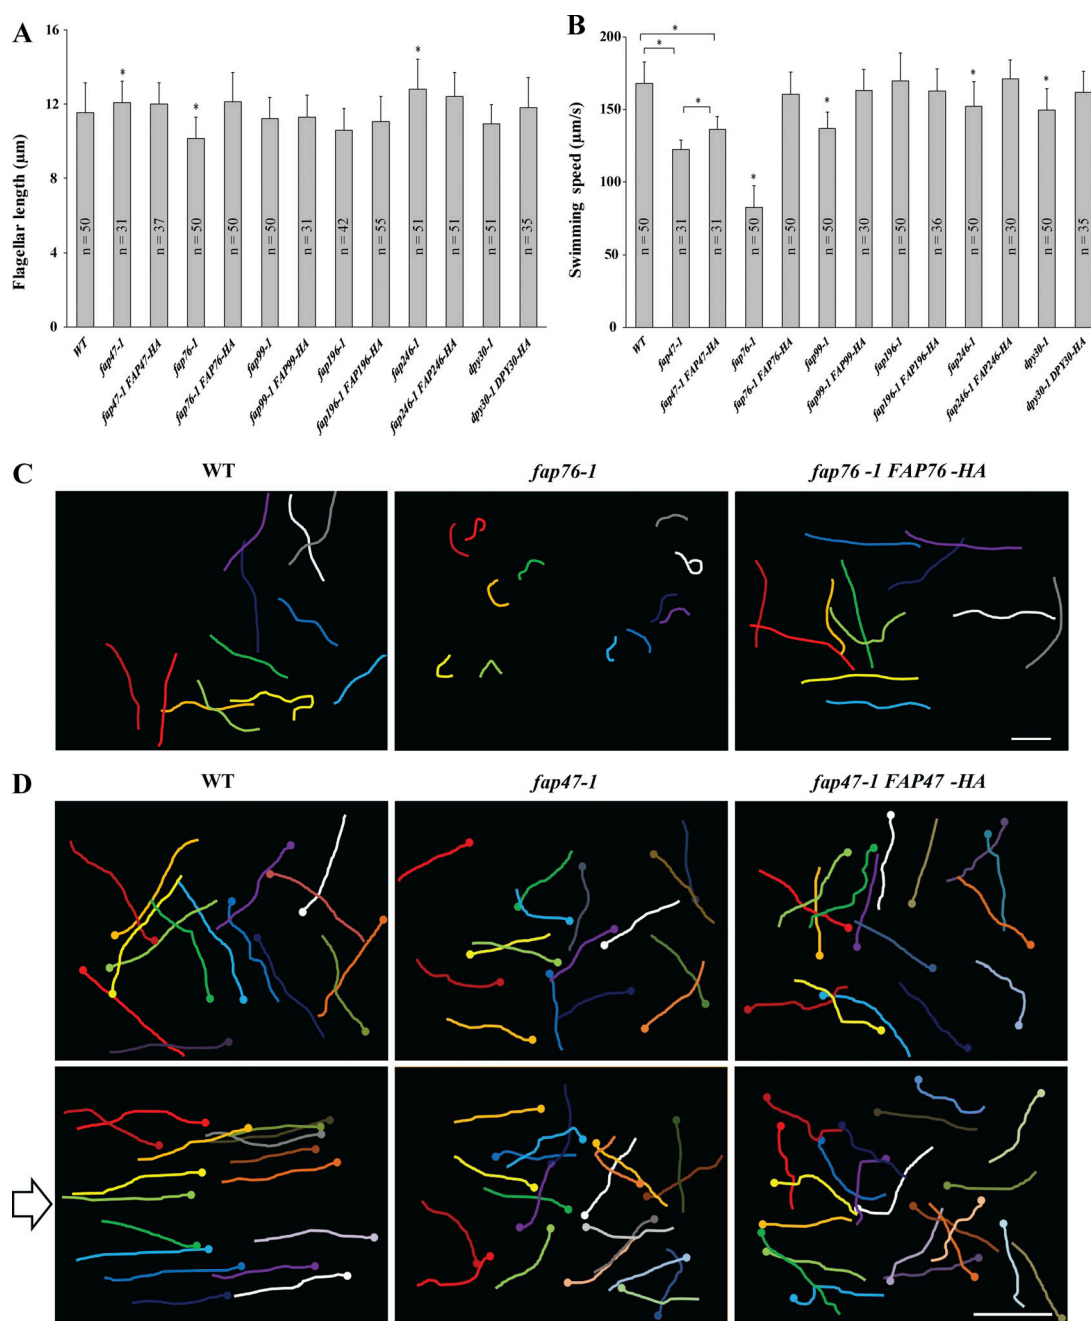 A
Flagellar length (µm)
16
12
8
4
0
*
*
*
n = 50
n = 31
n = 37
n = 50
n = 50
n = 50
n = 31
n = 42
n = 55
n = 51
n = 51
n = 51
n = 35
WT
fap47-1
fap47-1 FAP47-HA
fap76-1
fap76-1 FAP76-HA
fap99-1
fap99-1 FAP99-HA
fap196-1
fap196-1 FAP196-HA
fap246-1
fap246-1 FAP246-HA
dpy30-1
dpy30-1 DPY30-HA
B
Swimming speed (µm/s)
200
150
100
50
0
*
*
*
*
*
*
*
n = 50
n = 31
n = 31
n = 50
n = 50
n = 50
n = 30
n = 50
n = 36
n = 50
n = 30
n = 50
n = 35
WT
fap47-1
fap47-1 FAP47-HA
fap76-1
fap76-1 FAP76-HA
fap99-1
fap99-1 FAP99-HA
fap196-1
fap196-1 FAP196-HA
fap246-1
fap246-1 FAP246-HA
dpy30-1
dpy30-1 DPY30-HA
C
WT
fap76-1
fap76 -1 FAP76 -HA
D
WT
fap47-1
fap47-1 FAP47 -HA